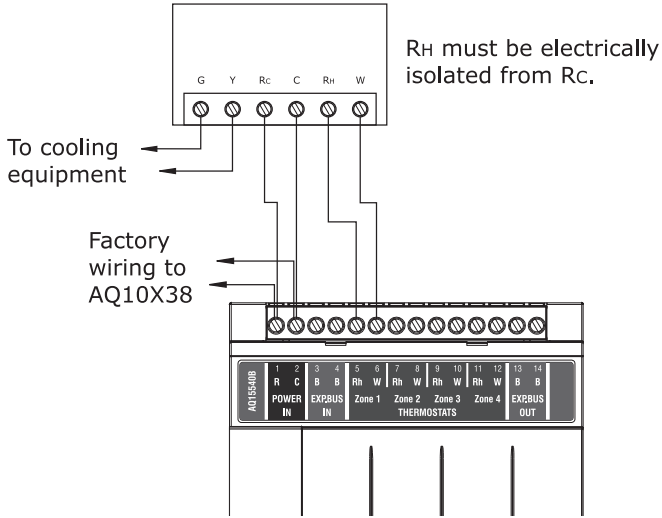 RH must be electrically
isolated from RC.
G Y RC C RH W
To cooling
equipment
Factory
wiring to
AQ10X38
AQ15540B
1 2 3 4 5 6 7 8 9 10 11 12 13 14
R C B B Rh W Rh W Rh W Rh W B B
POWER IN
EXP.BUS IN
Zone 1 Zone 2 Zone 3 Zone 4
THERMOSTATS
EXP.BUS OUT